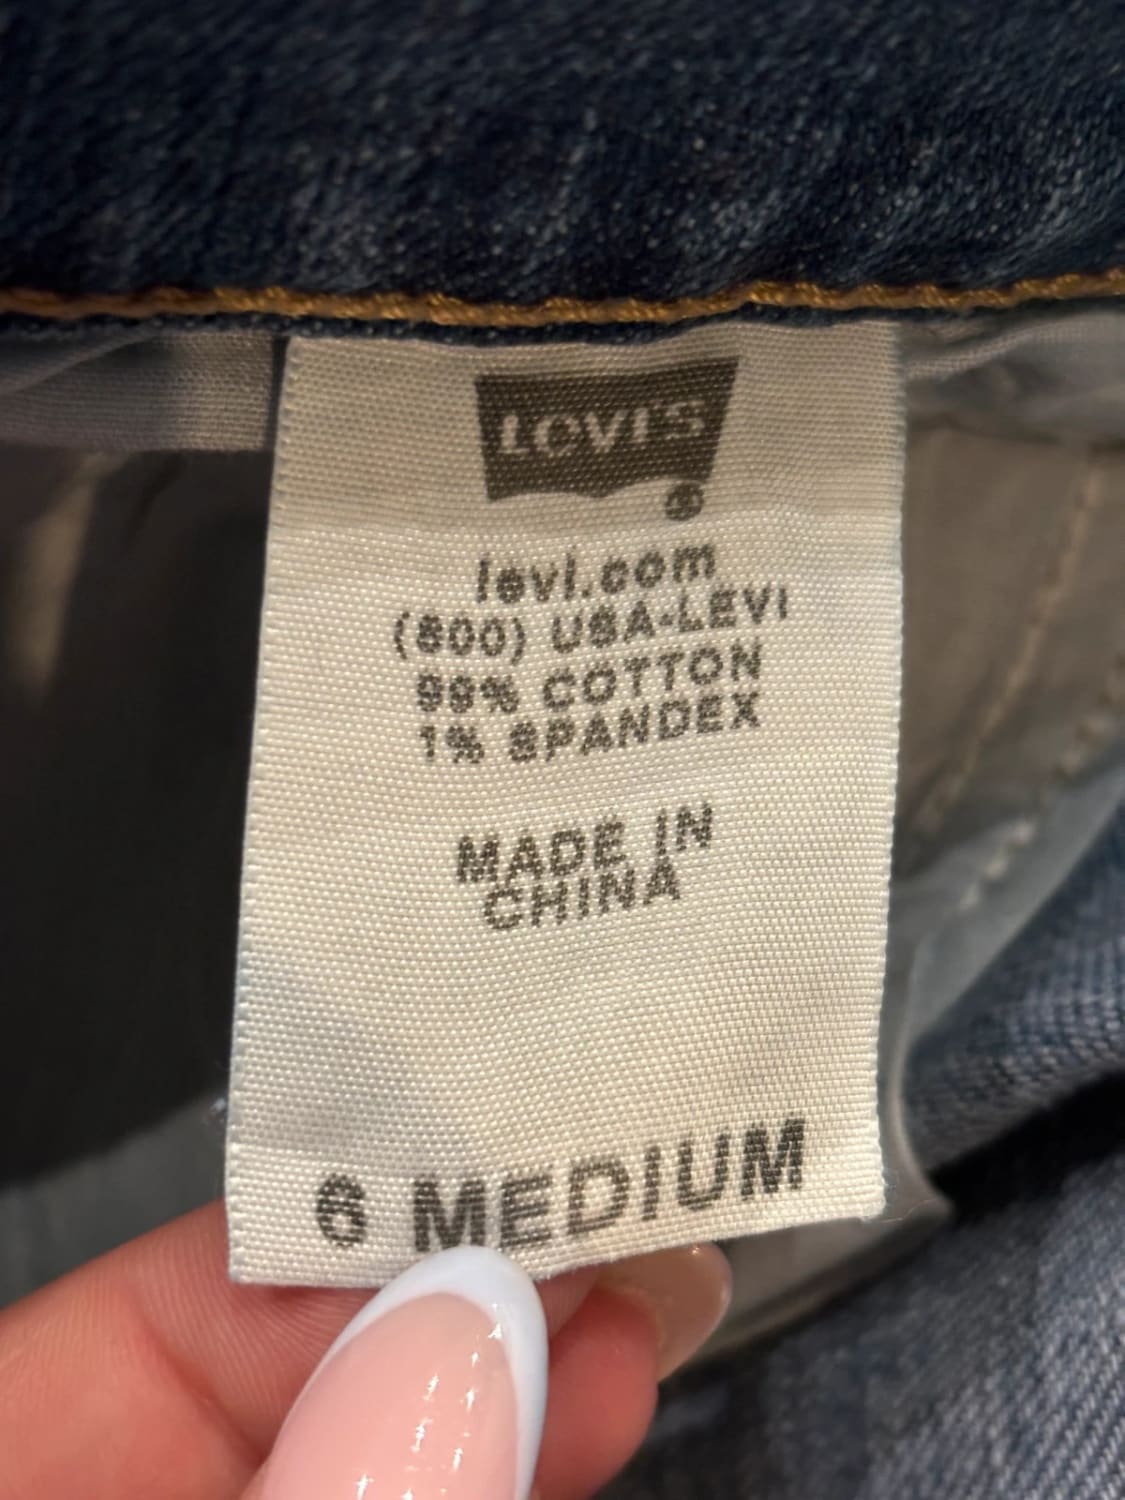 LEVI'S
®
levi.com
(800) USA-LEVI
99% COTTON
1% SPANDEX
MADE IN
CHINA
6 MEDIUM